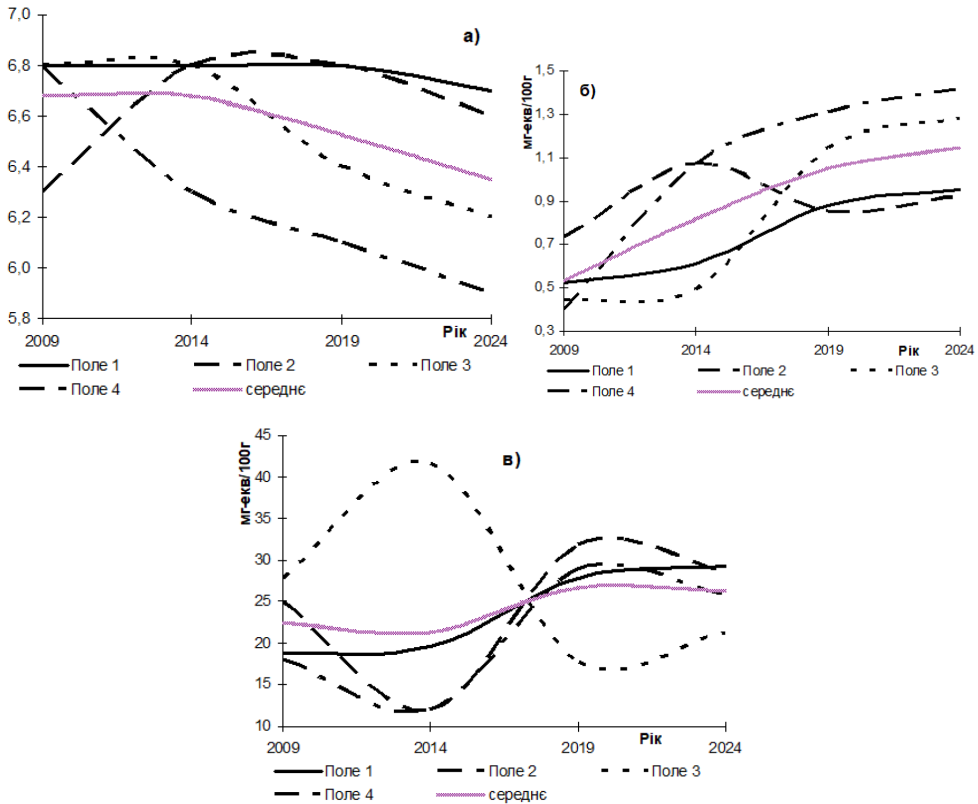 а)
7,0
6,8
6,6
6,4
6,2
6,0
5,8
2009 2014 2019 2024
Рік
Поле 1 Поле 2 Поле 3
Поле 4 середнє
б)
мг-екв/100г
1,5
1,3
1,1
0,9
0,7
0,5
0,3
2009 2014 2019 2024
Рік
Поле 1 Поле 2 Поле 3
Поле 4 середнє
в)
мг-екв/100г
45
40
35
30
25
20
15
10
2009 2014 2019 2024
Рік
Поле 1 Поле 2 Поле 3
Поле 4 середнє